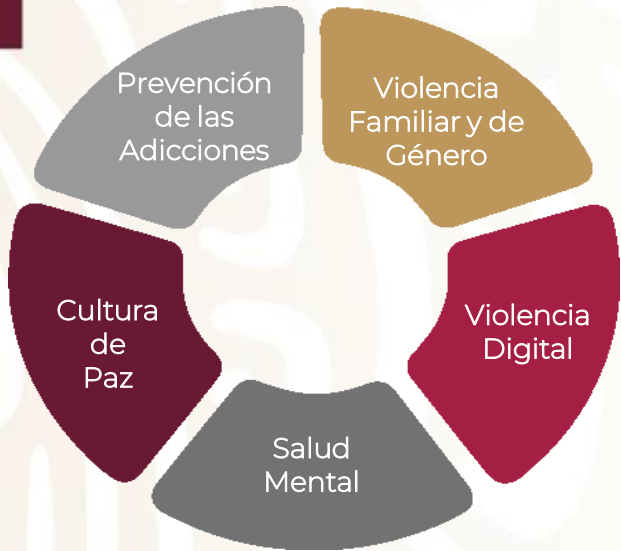 Prevención
de las
Adicciones
Violencia
Familiar y de
Género
Violencia
Digital
Salud
Mental
Cultura
de
Paz